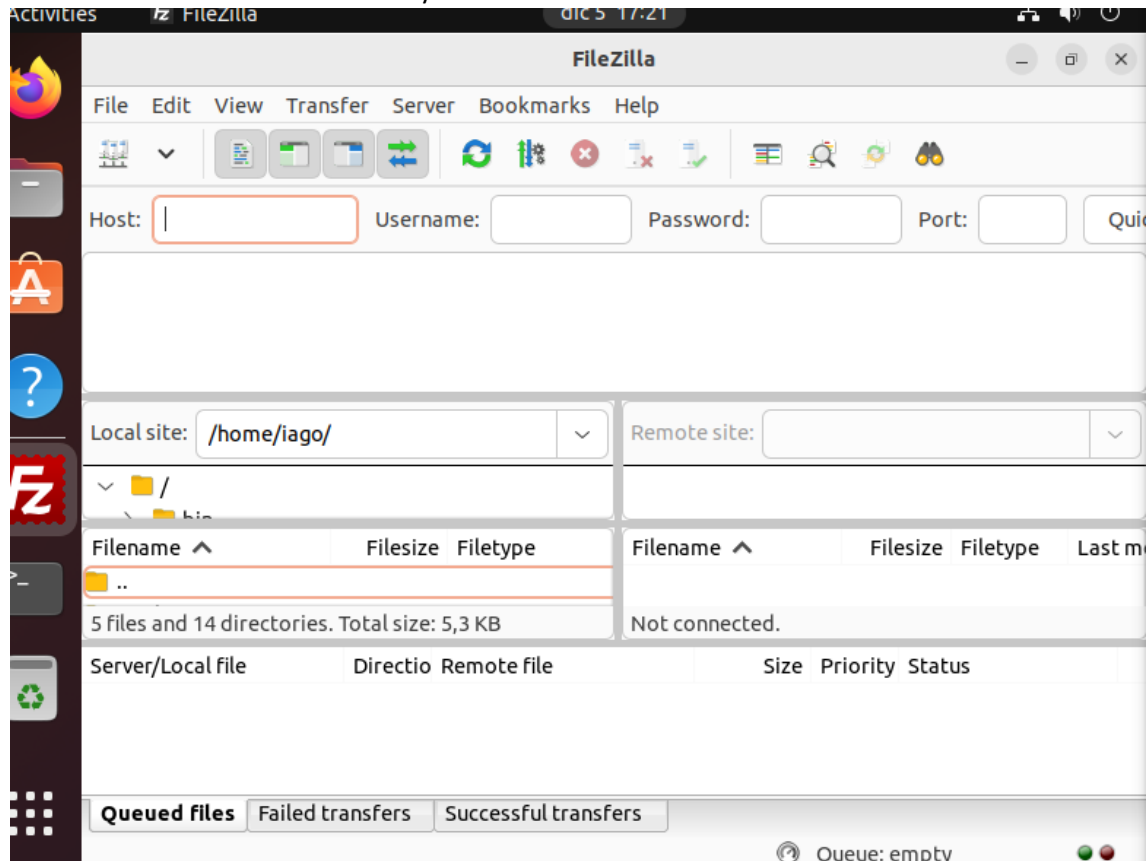 Activities FileZilla dic 5 17:21
FileZilla
File Edit View Transfer Server Bookmarks Help
Host: Username: Password: Port: Quic
Local site: /home/iago/ Remote site:
/
bin
Filename Filesize Filetype Filename Filesize Filetype Last m
..
5 files and 14 directories. Total size: 5,3 KB Not connected.
Server/Local file Directio Remote file Size Priority Status
Queued files Failed transfers Successful transfers
Queue: empty